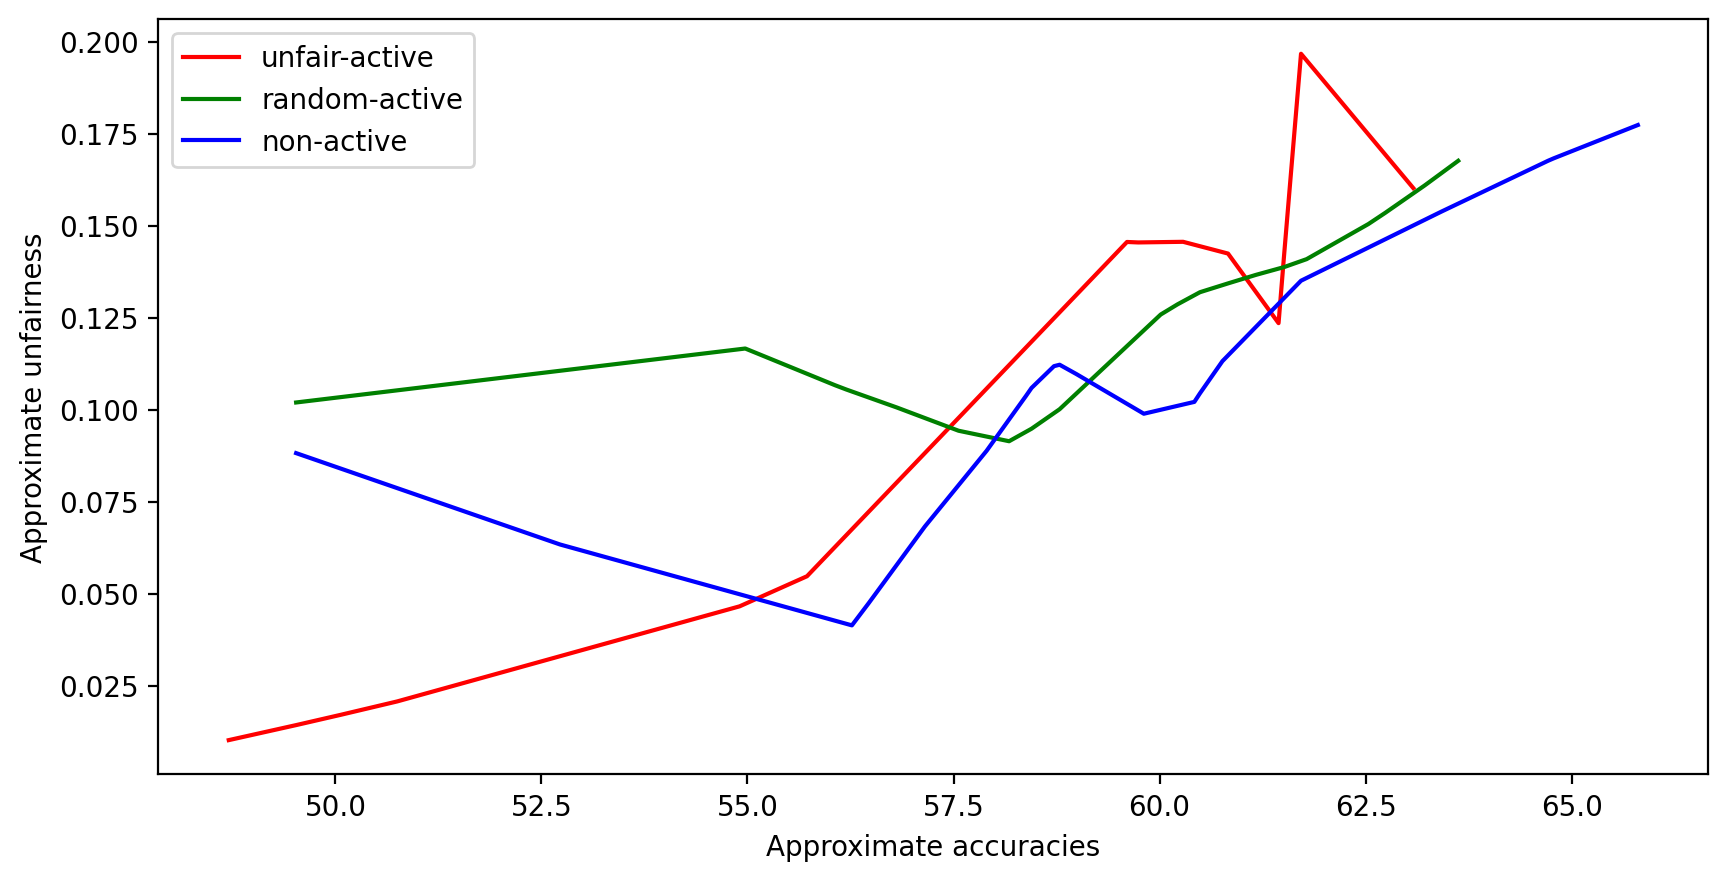 0.200
0.175
0.150
0.125
0.100
0.075
0.050
0.025
Approximate unfairness
unfair-active
random-active
non-active
50.0 52.5 55.0 57.5 60.0 62.5 65.0
Approximate accuracies